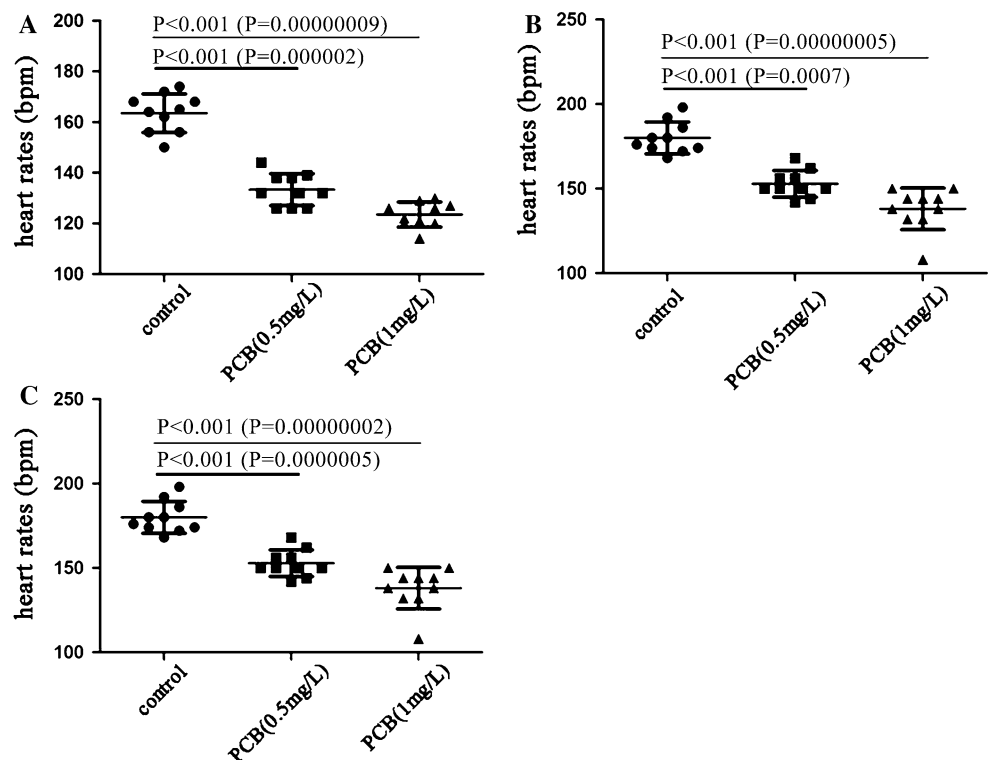 A
heart rates (bpm)
200
180
160
140
120
100
P<0.001 (P=0.00000009)
P<0.001 (P=0.000002)
control
PCB(0.5mg/L)
PCB(1mg/L)
B
heart rates (bpm)
250
200
150
100
P<0.001 (P=0.00000005)
P<0.001 (P=0.0007)
control
PCB(0.5mg/L)
PCB(1mg/L)
C
heart rates (bpm)
250
200
150
100
P<0.001 (P=0.00000002)
P<0.001 (P=0.0000005)
control
PCB(0.5mg/L)
PCB(1mg/L)